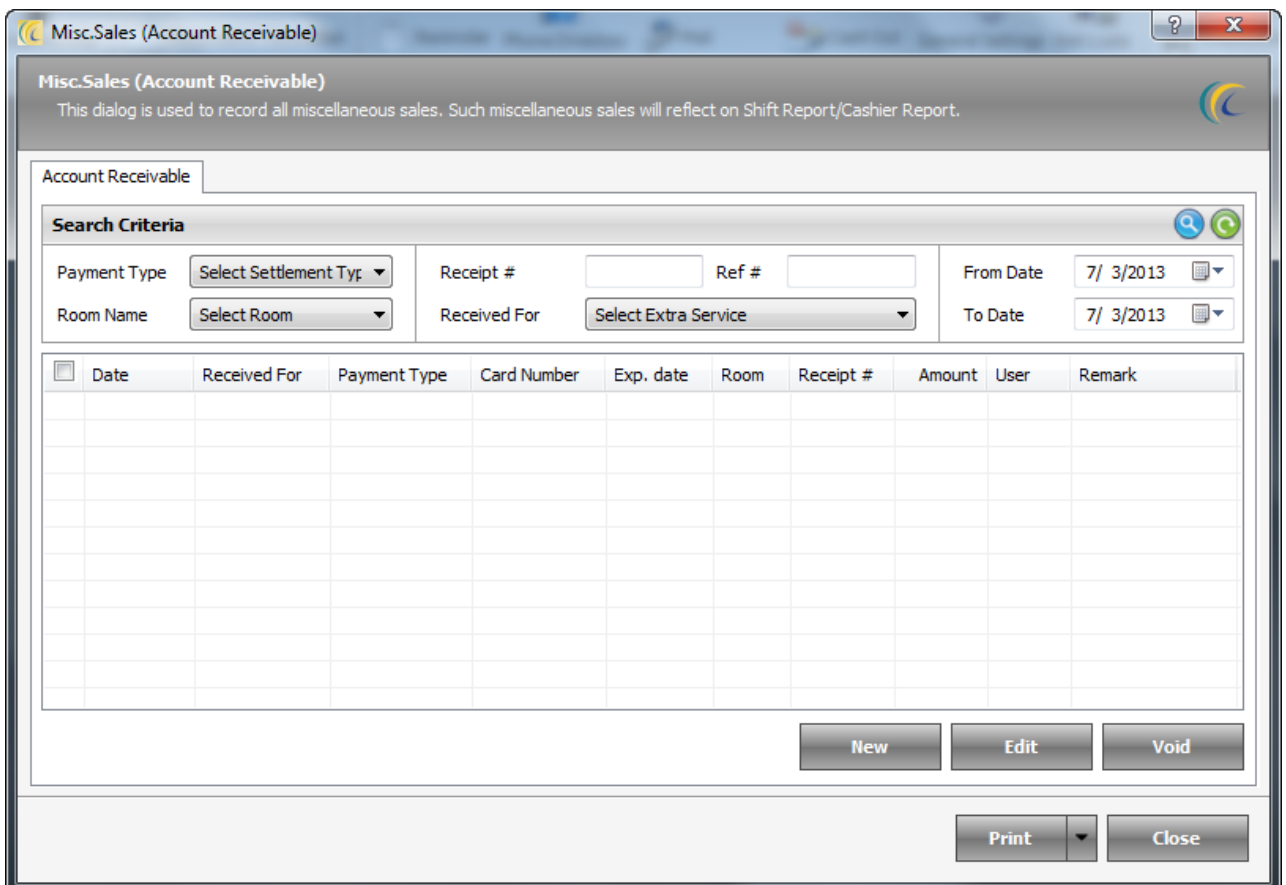 Misc.Sales (Account Receivable)
Misc.Sales (Account Receivable)
This dialog is used to record all miscellaneous sales. Such miscellaneous sales will reflect on Shift Report/Cashier Report.
Account Receivable
Search Criteria
Payment Type Select Settlement Typ Receipt # Ref # From Date 7/ 3/2013
Room Name Select Room Received For Select Extra Service To Date 7/ 3/2013
Date Received For Payment Type Card Number Exp. date Room Receipt # Amount User Remark
New Edit Void
Print Close